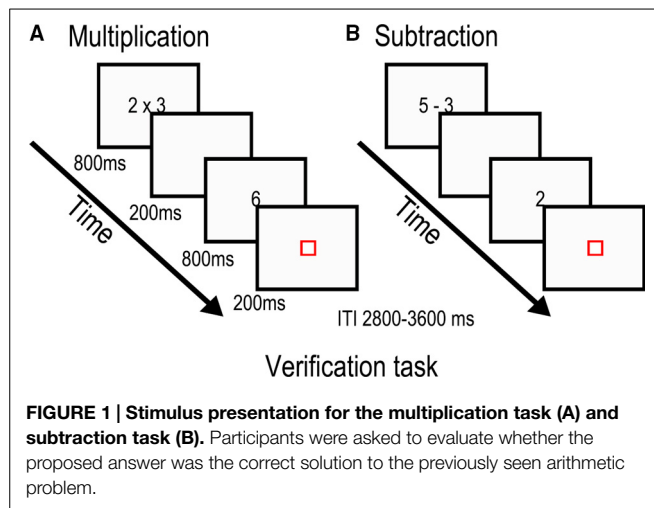 A Multiplication
2 x 3
800ms
200ms
6
800ms
200ms
Time
B Subtraction
5 - 3
2
Time
ITI 2800-3600 ms
Verification task
FIGURE 1 | Stimulus presentation for the multiplication task (A) and
subtraction task (B). Participants were asked to evaluate whether the
proposed answer was the correct solution to the previously seen arithmetic
problem.